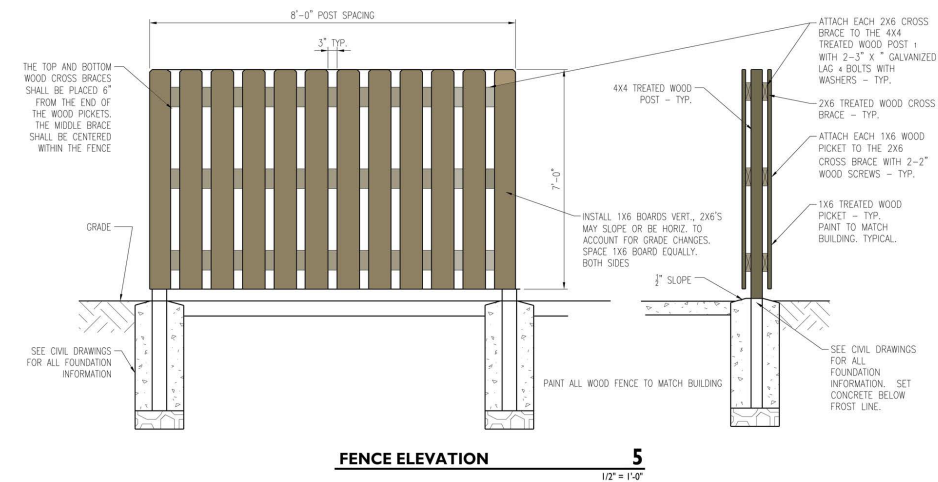 8'-0" POST SPACING
3" TYP.
THE TOP AND BOTTOM
WOOD CROSS BRACES
SHALL BE PLACED 6"
FROM THE END OF
THE WOOD PICKETS.
THE MIDDLE BRACE
SHALL BE CENTERED
WITHIN THE FENCE
GRADE
SEE CIVIL DRAWINGS
FOR ALL FOUNDATION
INFORMATION
7'-0"
INSTALL 1X6 BOARDS VERT., 2X6'S
MAY SLOPE OR BE HORIZ. TO
ACCOUNT FOR GRADE CHANGES.
SPACE 1X6 BOARD EQUALLY.
BOTH SIDES
PAINT ALL WOOD FENCE TO MATCH BUILDING
4X4 TREATED WOOD
POST - TYP.
1/2" SLOPE
ATTACH EACH 2X6 CROSS
BRACE TO THE 4X4
TREATED WOOD POST 1
WITH 2-3" X " GALVANIZED
LAG 4 BOLTS WITH
WASHERS - TYP.
2X6 TREATED WOOD CROSS
BRACE - TYP.
ATTACH EACH 1X6 WOOD
PICKET TO THE 2X6
CROSS BRACE WITH 2-2"
WOOD SCREWS - TYP.
1X6 TREATED WOOD
PICKET - TYP.
PAINT TO MATCH
BUILDING. TYPICAL.
SEE CIVIL DRAWINGS
FOR ALL
FOUNDATION
INFORMATION. SET
CONCRETE BELOW
FROST LINE.
FENCE ELEVATION 5
1/2" = 1'-0"